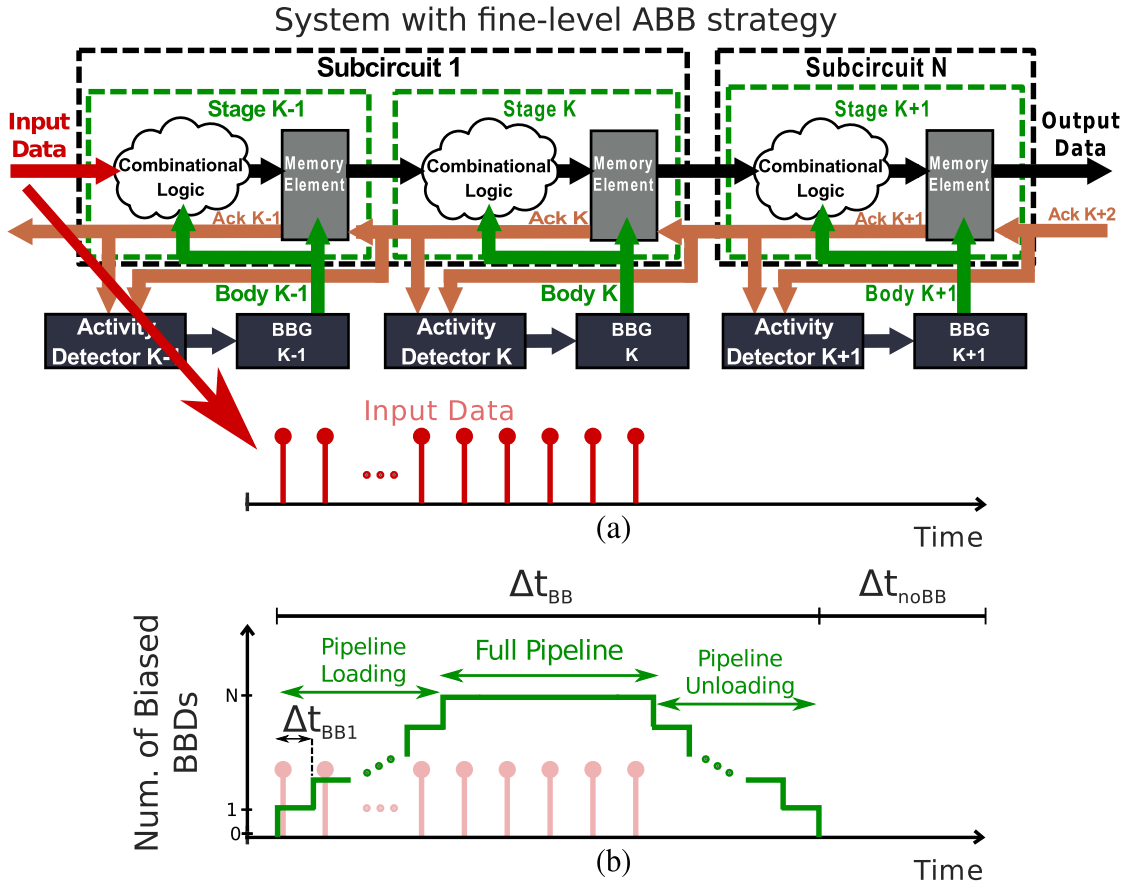 System with fine-level ABB strategy
Subcircuit 1
Subcircuit N
Stage K-1
Stage K
Stage K+1
Input
Data
Combinational
Logic
Memory
Element
Combinational
Logic
Memory
Element
Combinational
Logic
Memory
Element
Output
Data
Ack K-1
Ack K
Ack K+1
Ack K+2
Body K-1
Body K
Body K+1
Activity
Detector K-1
BBG
K-1
Activity
Detector K
BBG
K
Activity
Detector K+1
BBG
K+1
Input Data
Time
(a)
ΔtBB
ΔtnoBB
Num. of Biased
BBDs
Pipeline
Loading
Full Pipeline
Pipeline
Unloading
N
ΔtBB1
1
0
Time
(b)